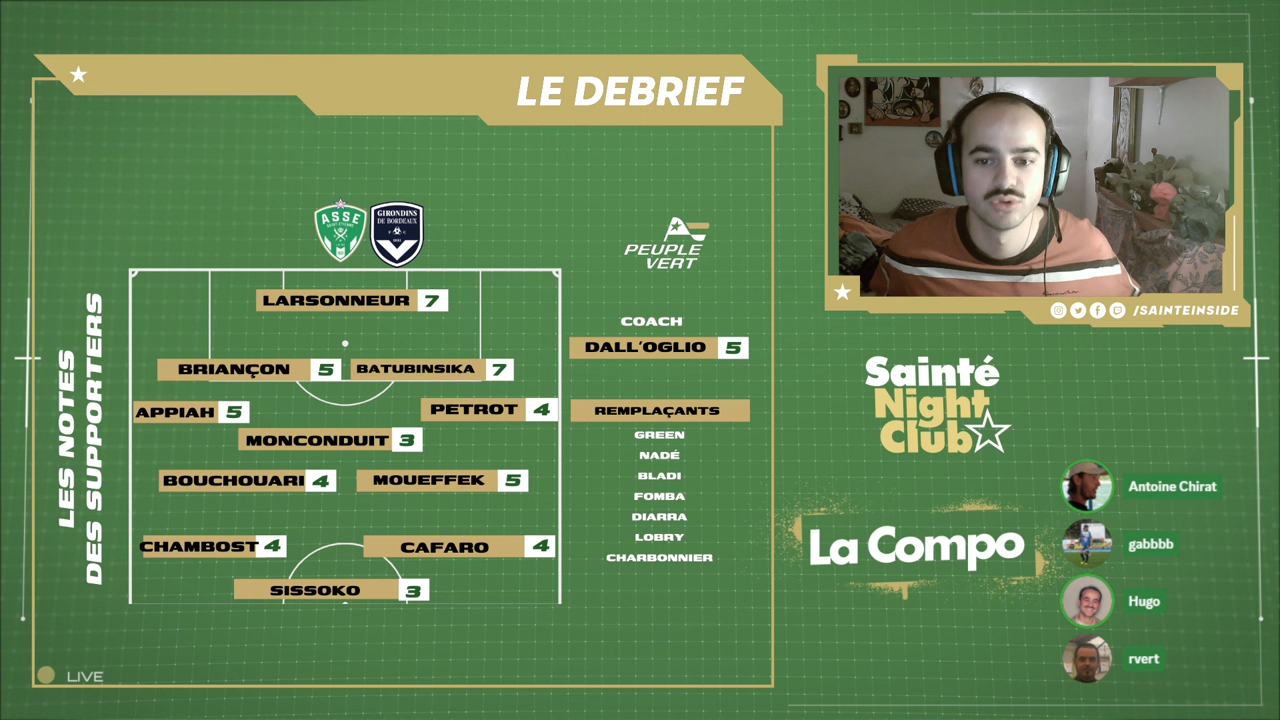 LE DEBRIEF
ASSE
GIRONDINS
DE BORDEAUX
PEUPLE
VERT
LES NOTES
DES SUPPORTERS
LARSONNEUR 7
BRIANÇON 5
BATUBINSIKA 7
APPIAH 5
PETROT 4
MONCONDUIT 3
BOUCHOUARI 4
MOUEFFEK 5
CHAMBOST 4
CAFARO 4
SISSOKO 3
COACH
DALL'OGLIO 5
REMPLAÇANTS
GREEN
NADÉ
BLADI
FOMBA
DIARRA
LOBRY
CHARBONNIER
LIVE
/SAINTEINSIDE
Sainté
Night
Club
La Compo
Antoine Chirat
gabbbb
Hugo
rvert